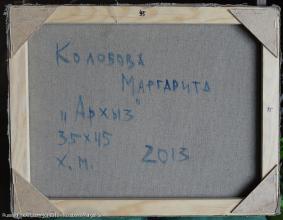 Колобова
Маргарита
„Архыз"
35х45
Х.М. 2013